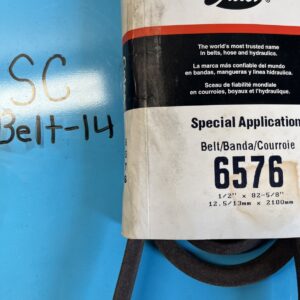 SC
Belt-14
Gates®
The world's most trusted name
in belts, hose and hydraulics.
La marca más confiable del mundo
en bandas, mangueras y línea hidráulica.
Sceau de fiabilité mondiale
en courroies, boyaux et l'hydraulique.
Special Application
Belt/Banda/Courroie
6576
1/2" x 82-5/8"
12.5/13mm x 2100mm